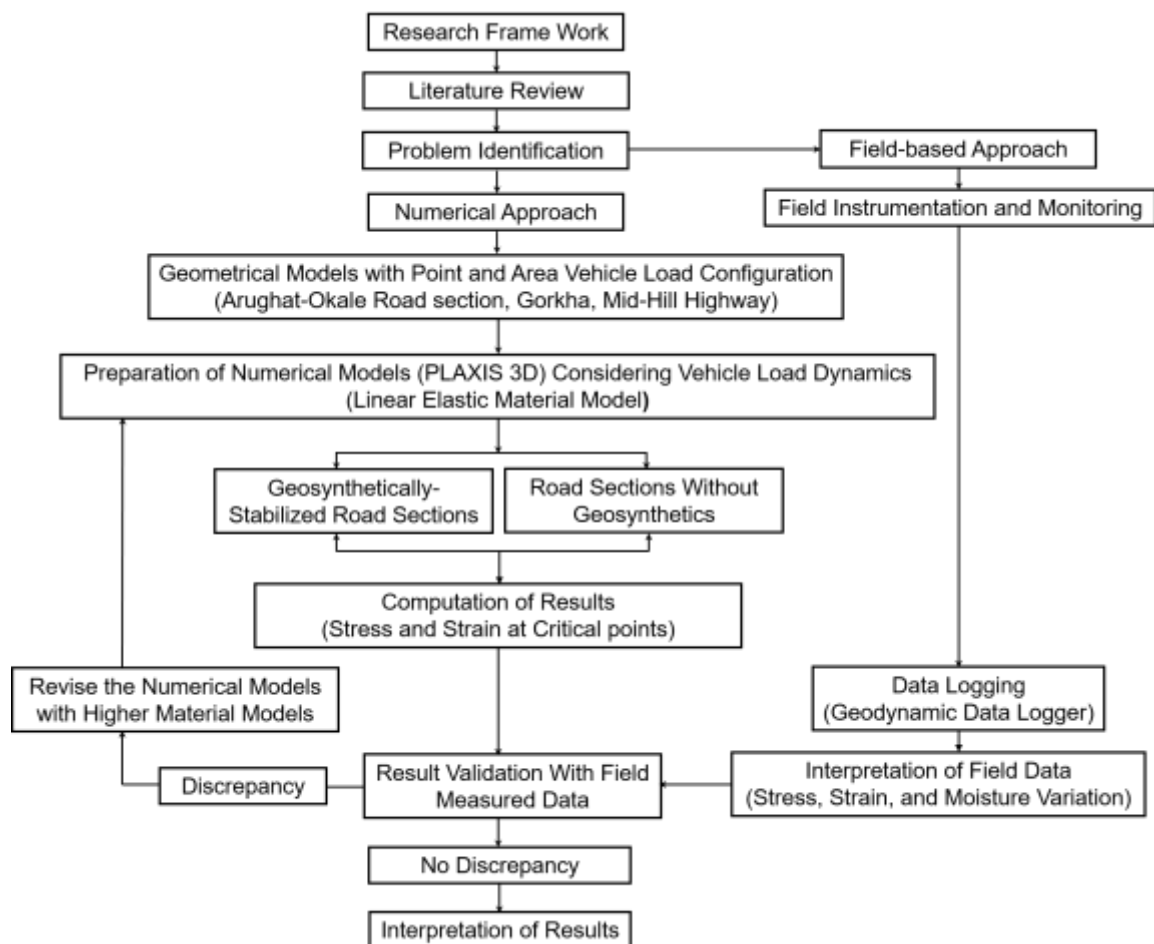 Research Frame Work
Literature Review
Problem Identification
Field-based Approach
Numerical Approach
Field Instrumentation and Monitoring
Geometrical Models with Point and Area Vehicle Load Configuration
(Arughat-Okale Road section, Gorkha, Mid-Hill Highway)
Preparation of Numerical Models (PLAXIS 3D) Considering Vehicle Load Dynamics
(Linear Elastic Material Model)
Geosynthetically-
Stabilized Road Sections
Road Sections Without
Geosynthetics
Computation of Results
(Stress and Strain at Critical points)
Revise the Numerical Models
with Higher Material Models
Data Logging
(Geodynamic Data Logger)
Discrepancy
Result Validation With Field
Measured Data
Interpretation of Field Data
(Stress, Strain, and Moisture Variation)
No Discrepancy
Interpretation of Results